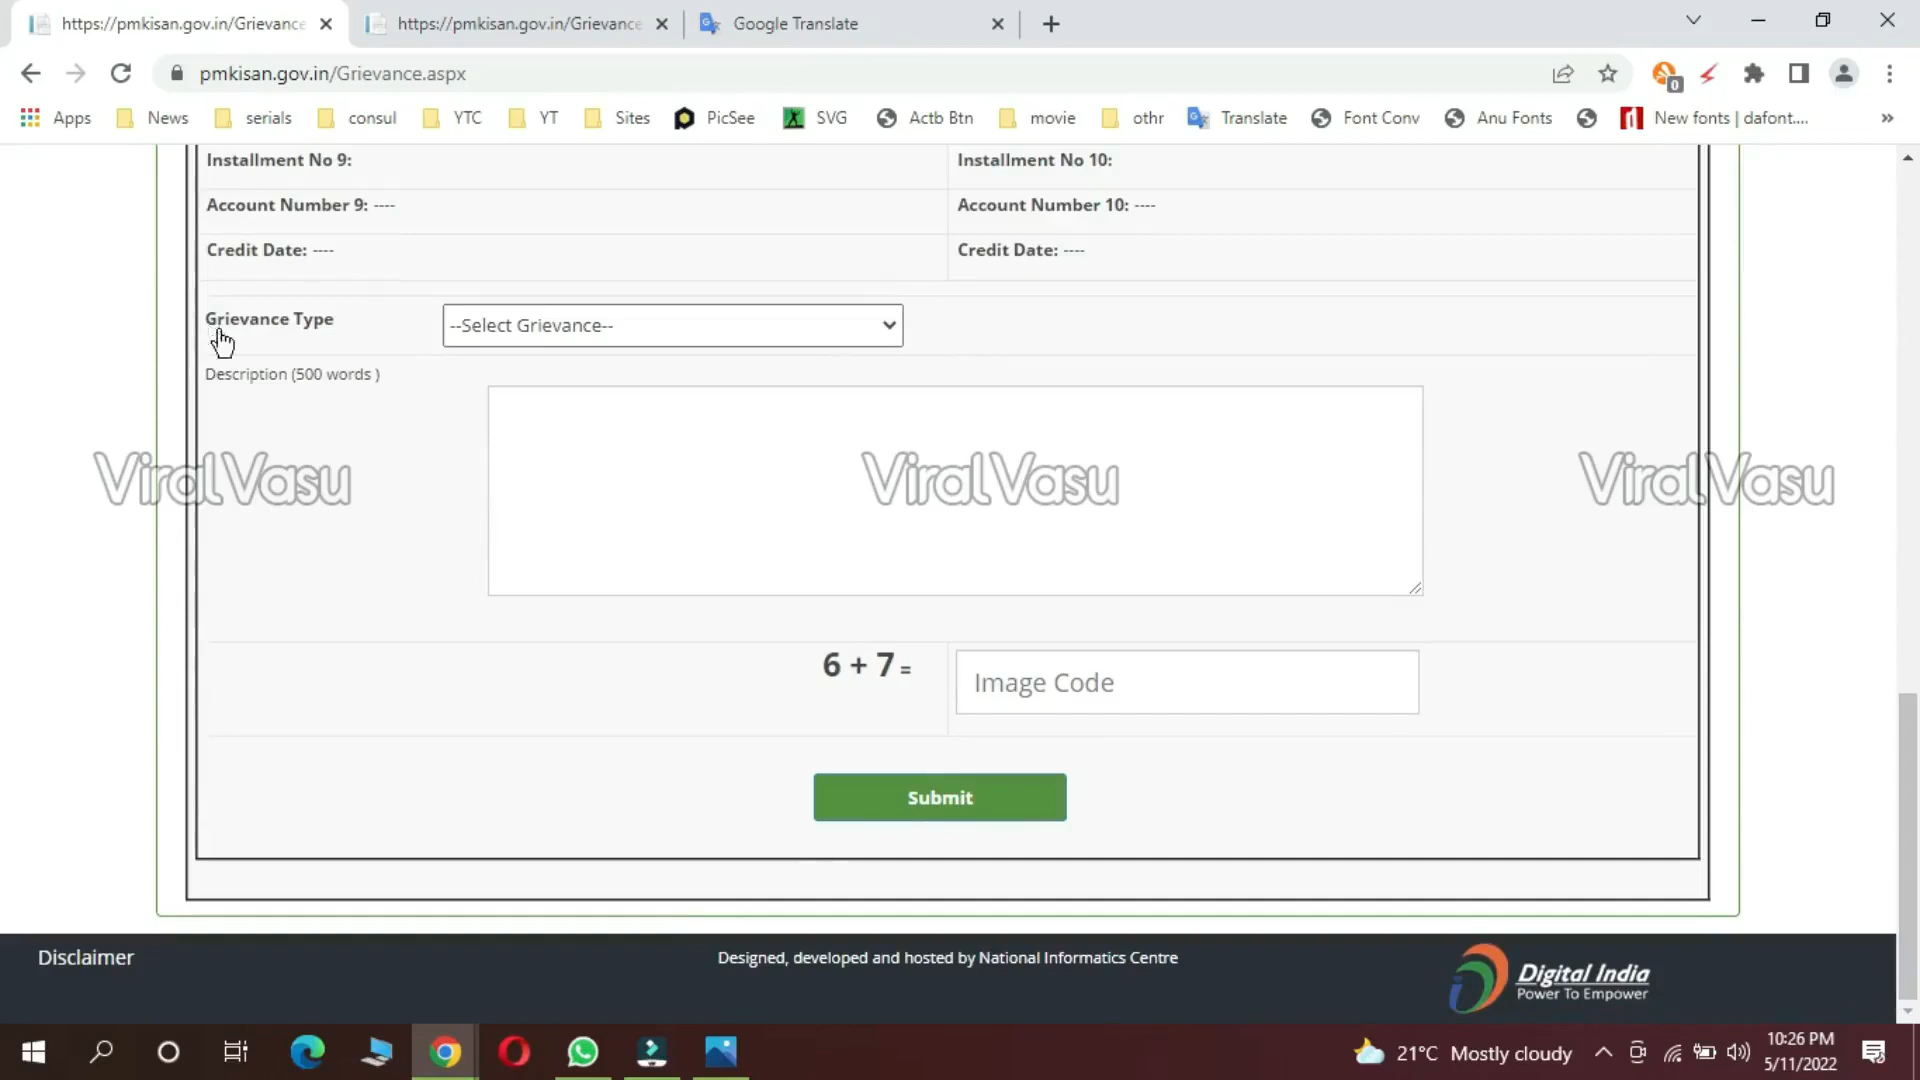 https://pmkisan.gov.in/Grievance
https://pmkisan.gov.in/Grievance
Google Translate
pmkisan.gov.in/Grievance.aspx
0
Apps News serials consul YTC YT Sites PicSee SVG Actb Btn movie othr Translate Font Conv Anu Fonts New fonts | dafont....
Installment No 9: Installment No 10:
Account Number 9: ---- Account Number 10: ----
Credit Date: ---- Credit Date: ----
Grievance Type --Select Grievance--
Description (500 words )
ViralVasu ViralVasu ViralVasu
6 + 7 = Image Code
Submit
Disclaimer Designed, developed and hosted by National Informatics Centre
Digital India
Power To Empower
21°C Mostly cloudy
10:26 PM
5/11/2022